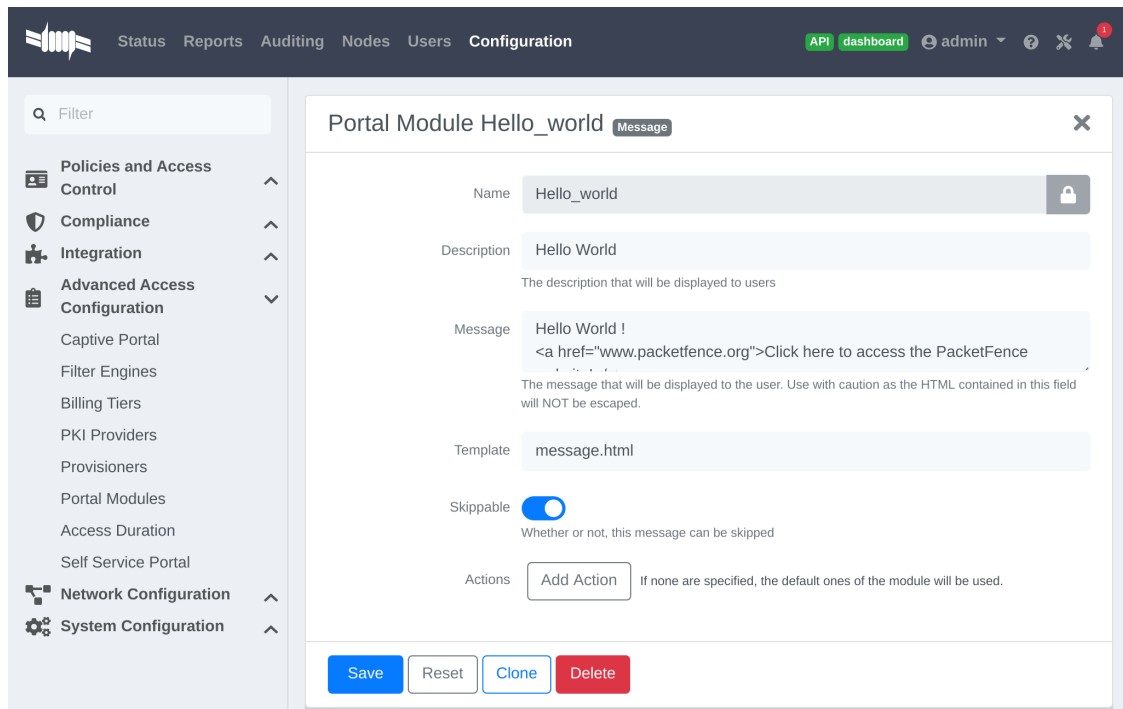 Status Reports Auditing Nodes Users Configuration API dashboard admin 1
Filter
Policies and Access
Control
Compliance
Integration
Advanced Access
Configuration
Captive Portal
Filter Engines
Billing Tiers
PKI Providers
Provisioners
Portal Modules
Access Duration
Self Service Portal
Network Configuration
System Configuration
Portal Module Hello_world Message
Name Hello_world
Description Hello World
The description that will be displayed to users
Message Hello World !
<a href="www.packetfence.org">Click here to access the PacketFence
The message that will be displayed to the user. Use with caution as the HTML contained in this field
will NOT be escaped.
Template message.html
Skippable
Whether or not, this message can be skipped
Actions Add Action If none are specified, the default ones of the module will be used.
Save Reset Clone Delete